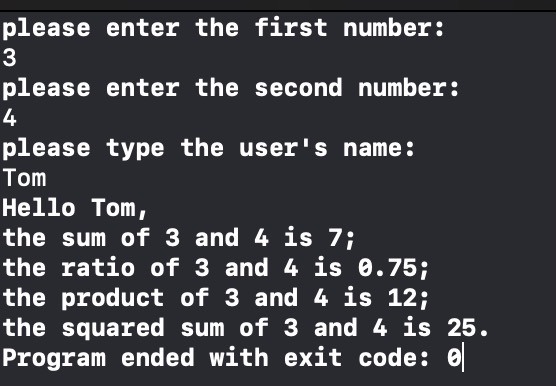 please enter the first number:
3
please enter the second number:
4
please type the user's name:
Tom
Hello Tom,
the sum of 3 and 4 is 7;
the ratio of 3 and 4 is 0.75;
the product of 3 and 4 is 12;
the squared sum of 3 and 4 is 25.
Program ended with exit code: 0